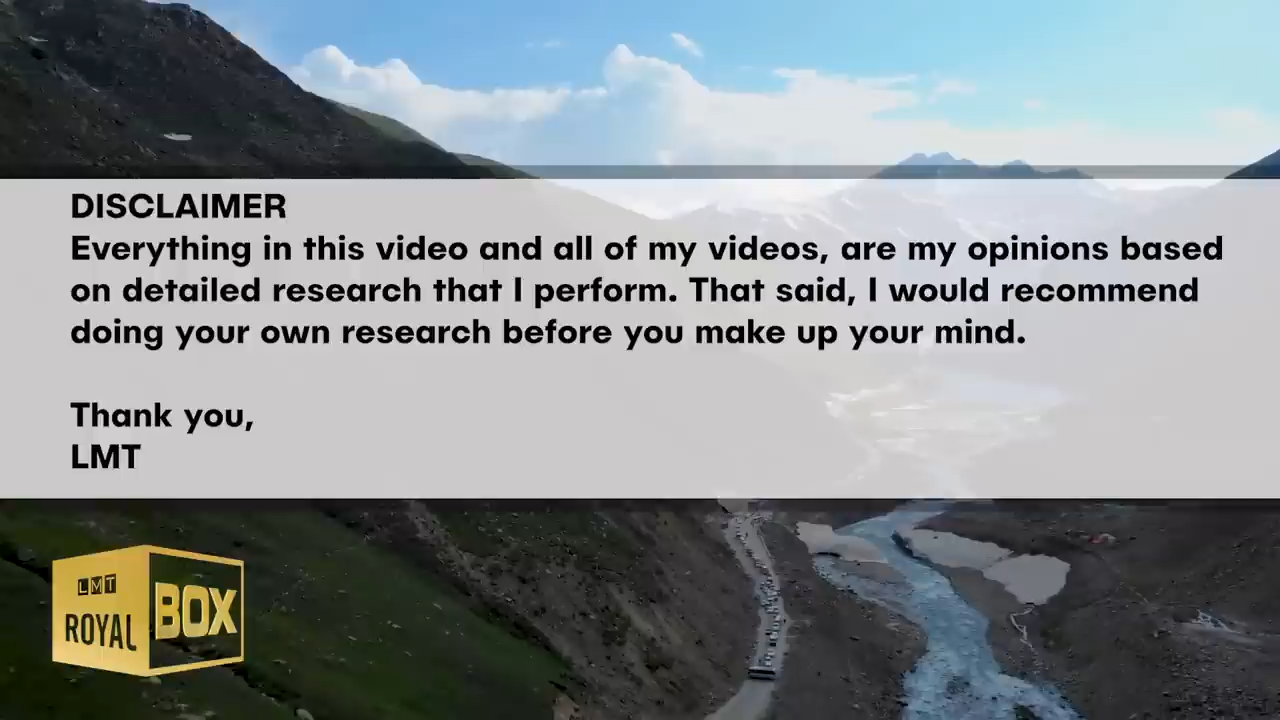 DISCLAIMER
Everything in this video and all of my videos, are my opinions based
on detailed research that I perform. That said, I would recommend
doing your own research before you make up your mind.
Thank you,
LMT
LMT
ROYAL
BOX